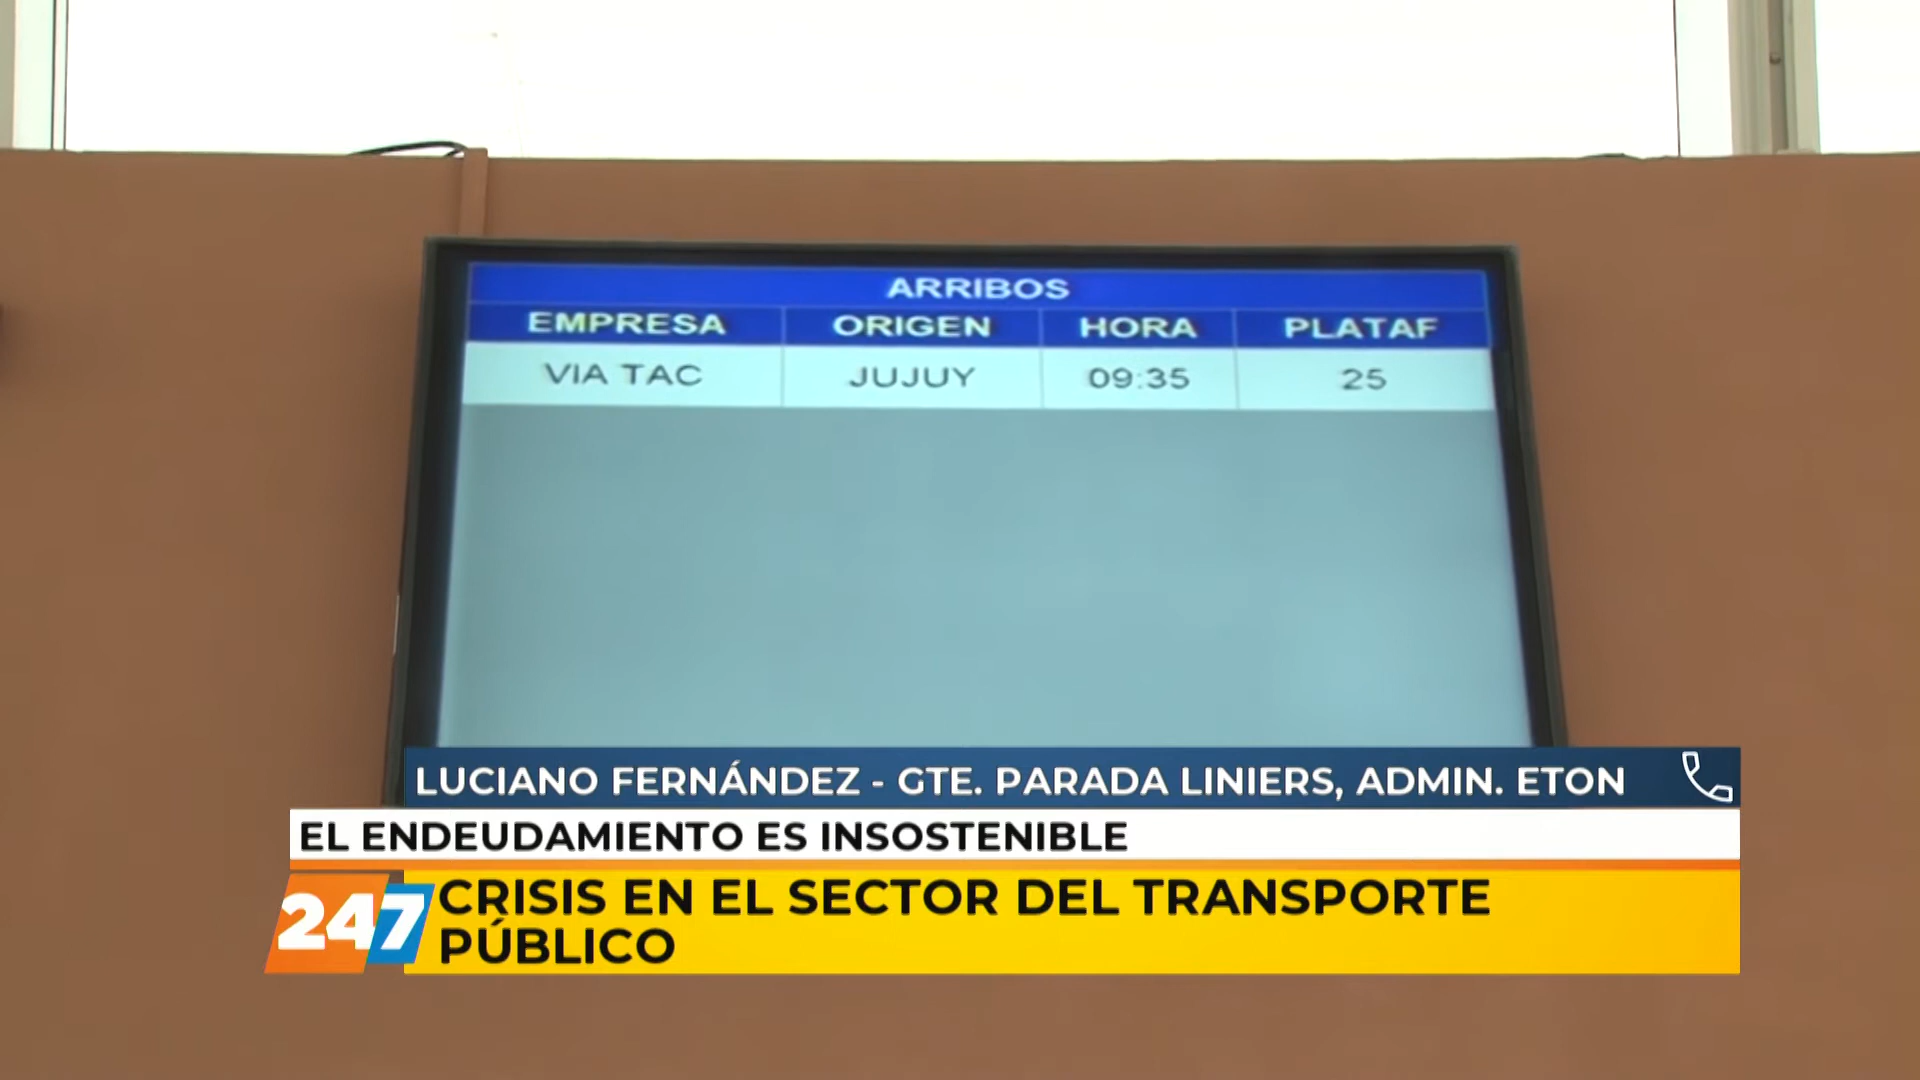 ARRIBOS
EMPRESA ORIGEN HORA PLATAF
VIA TAC JUJUY 09:35 25
LUCIANO FERNÁNDEZ - GTE. PARADA LINIERS, ADMIN. ETON
EL ENDEUDAMIENTO ES INSOSTENIBLE
247
CRISIS EN EL SECTOR DEL TRANSPORTE
PÚBLICO